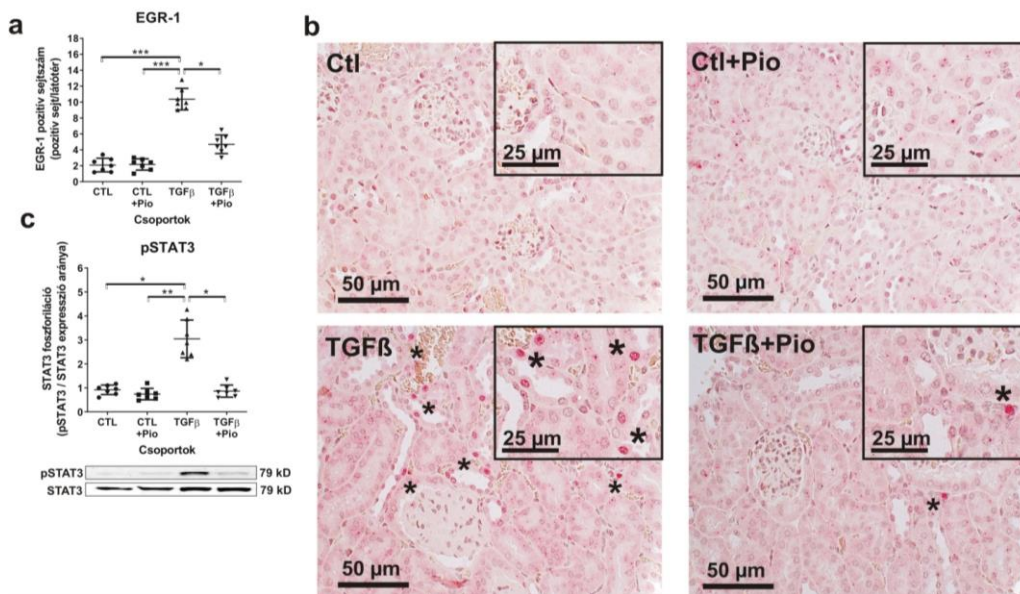 a
EGR-1
EGR-1 pozitív sejtszám
(pozitív sejt/látótér)
18
16
14
12
10
8
6
4
2
0
***
***
*
CTL
CTL
+Pio
TGFβ
TGFβ
+Pio
Csoportok
c
pSTAT3
STAT3 foszforiláció
(pSTAT3 / STAT3 expresszió aránya)
6
5
4
3
2
1
0
*
**
*
CTL
CTL
+Pio
TGFβ
TGFβ
+Pio
Csoportok
pSTAT3
79 kD
STAT3
79 kD
b
Ctl
25 µm
50 µm
Ctl+Pio
25 µm
50 µm
TGFß
*
*
*
*
*
*
*
*
25 µm
50 µm
TGFß+Pio
*
25 µm
*
50 µm